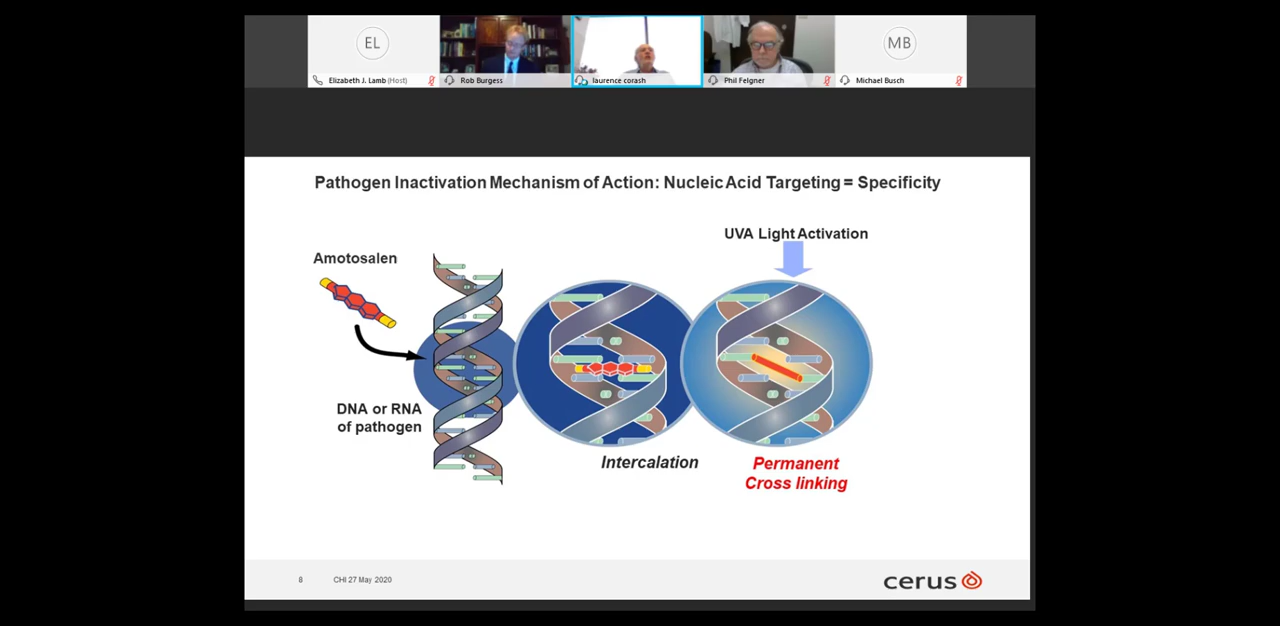 EL
MB
Elizabeth J. Lamb (Host)
Rob Burgess
laurence corash
Phil Felgner
Michael Busch
Pathogen Inactivation Mechanism of Action: Nucleic Acid Targeting = Specificity
UVA Light Activation
Amotosalen
DNA or RNA
of pathogen
Intercalation
Permanent
Cross linking
8
CHI 27 May 2020
cerus